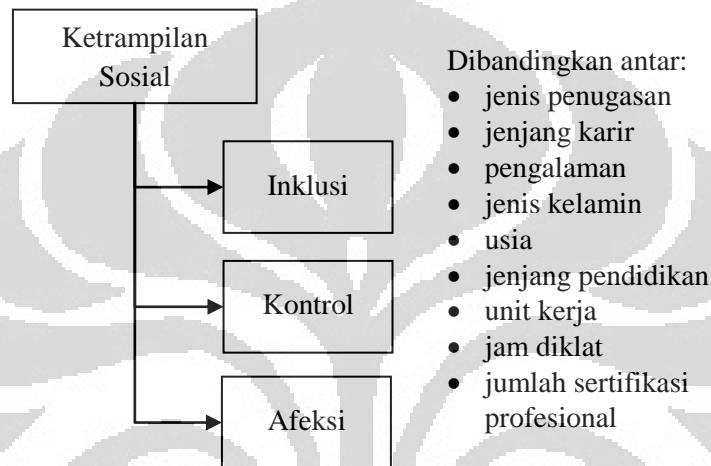 Ketrampilan
Sosial
Inklusi
Kontrol
Afeksi
Dibandingkan antar:
• jenis penugasan
• jenjang karir
• pengalaman
• jenis kelamin
• usia
• jenjang pendidikan
• unit kerja
• jam diklat
• jumlah sertifikasi
profesional